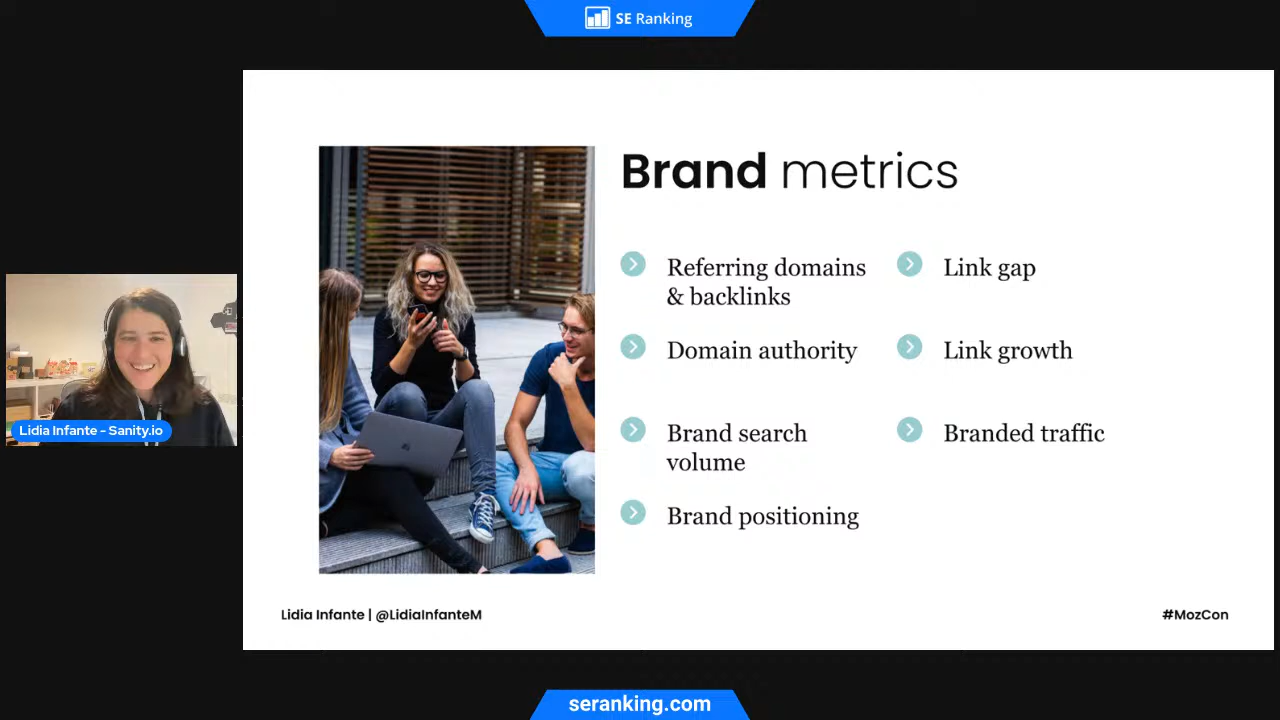 SE Ranking
Brand metrics
Referring domains
& backlinks
Link gap
Domain authority
Link growth
Brand search
volume
Branded traffic
Brand positioning
Lidia Infante - Sanity.io
Lidia Infante | @LidiaInfanteM
#MozCon
seranking.com